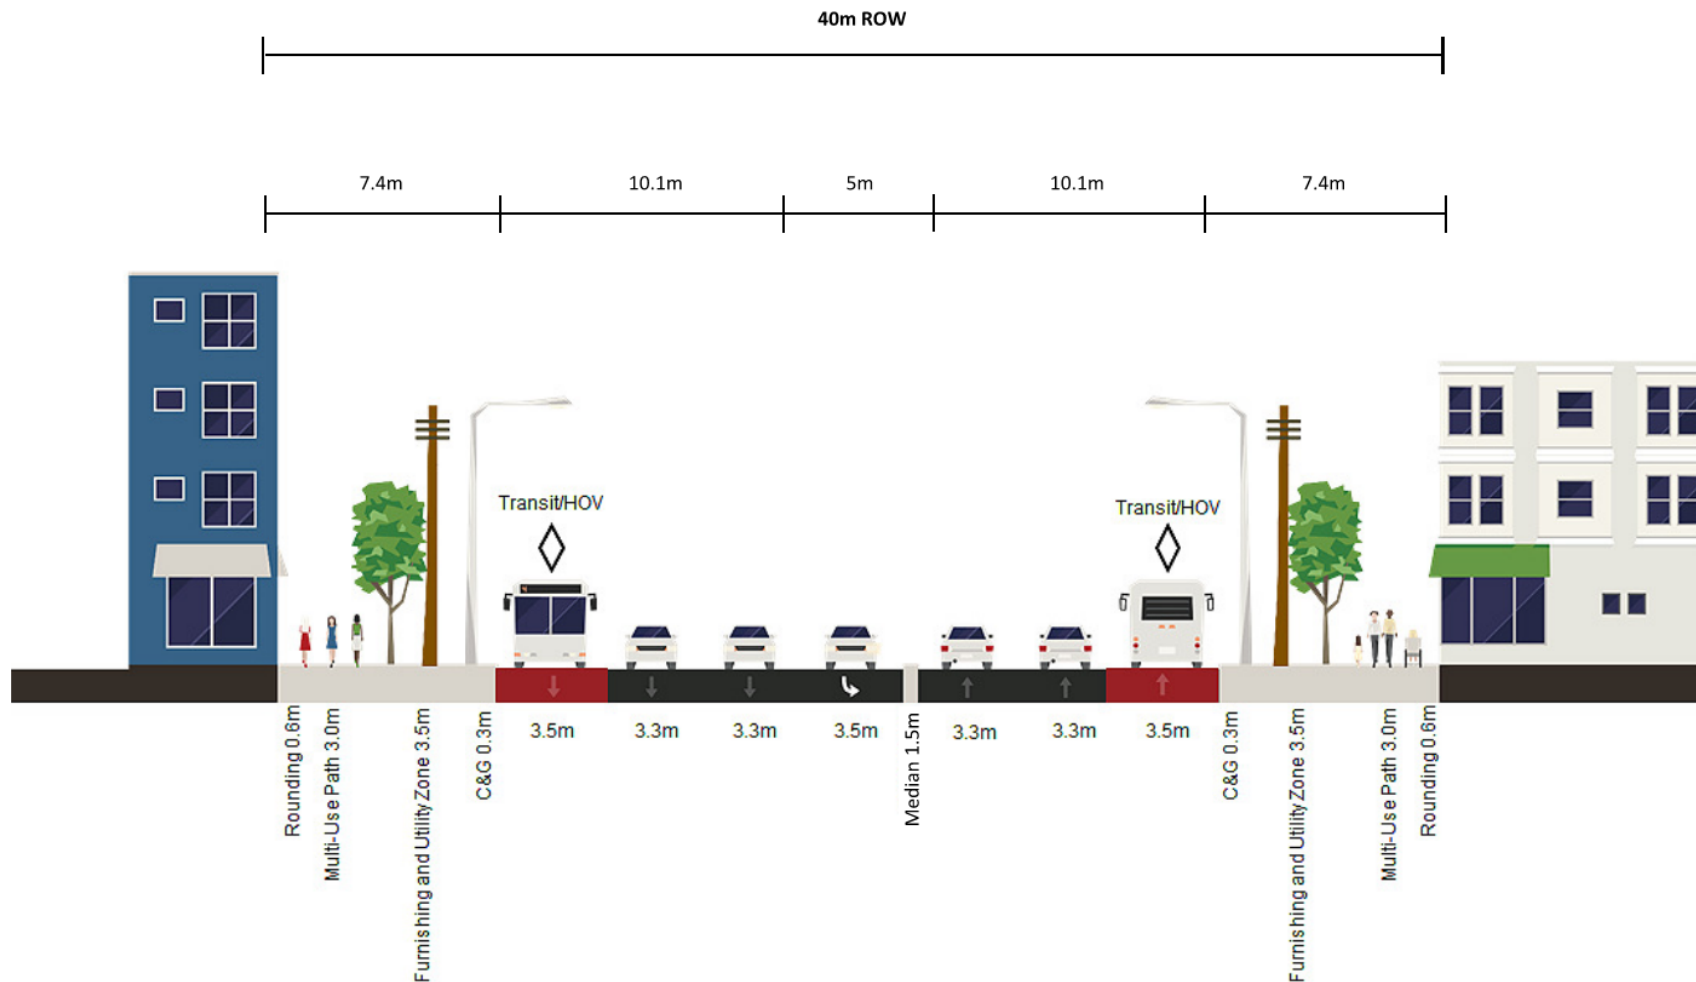 40m ROW
7.4m
10.1m
5m
10.1m
7.4m
Transit/HOV
Transit/HOV
3.5m
3.3m
3.3m
3.5m
3.3m
3.3m
3.5m
Rounding 0.6m
Multi-Use Path 3.0m
Furnishing and Utility Zone 3.5m
C&G 0.3m
Median 1.5m
C&G 0.3m
Furnishing and Utility Zone 3.5m
Multi-Use Path 3.0m
Rounding 0.6m